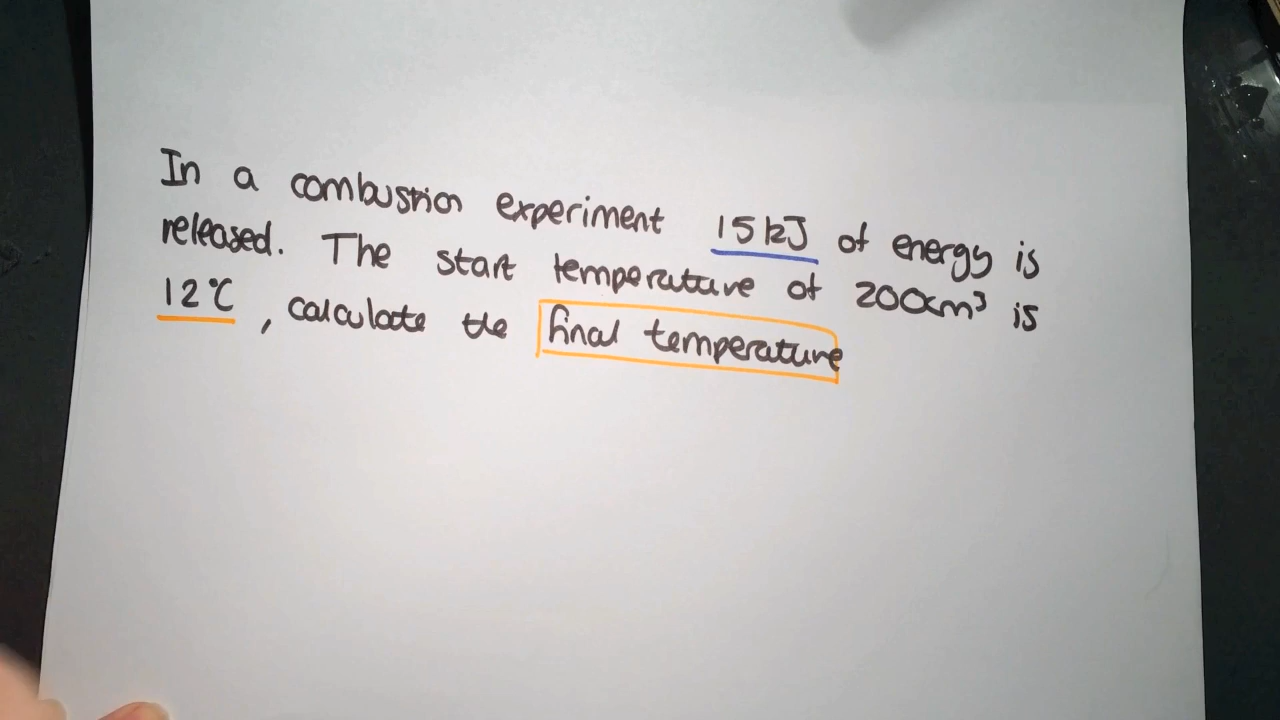 In a combustion experiment 15kJ of energy is
released. The start temperature of 200cm³ is
12°C, calculate the final temperature